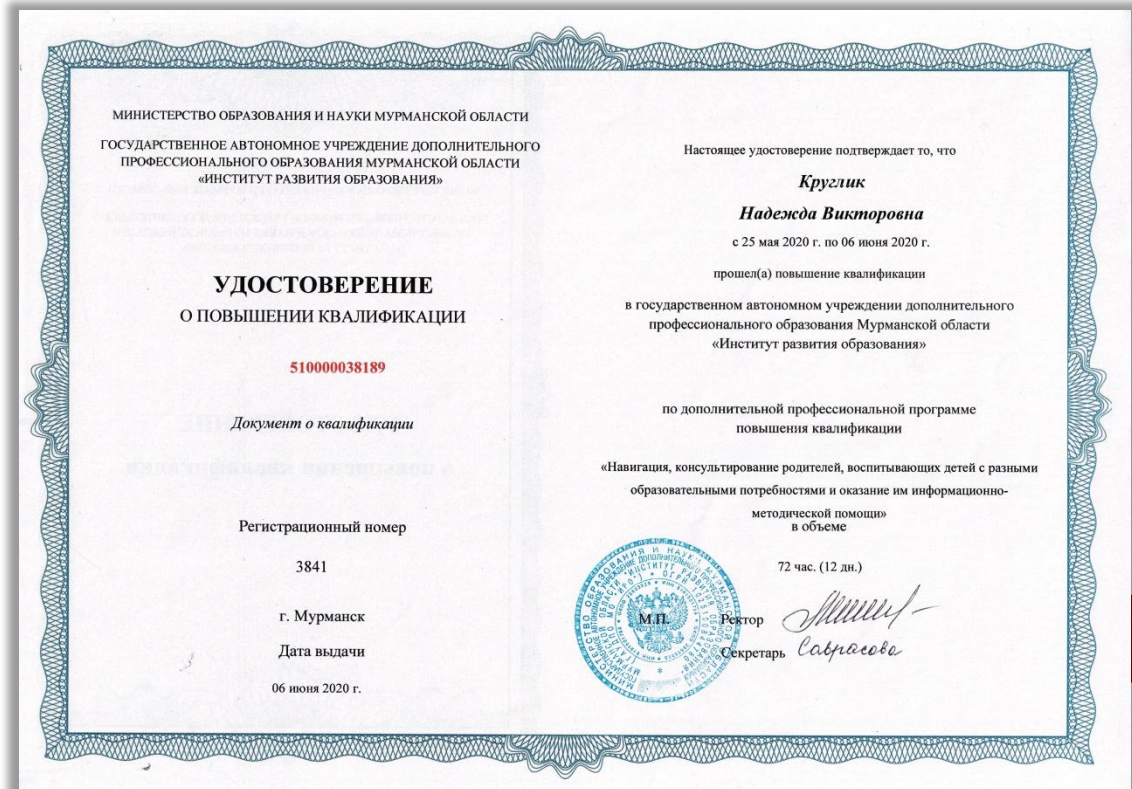 МИНИСТЕРСТВО ОБРАЗОВАНИЯ И НАУКИ МУРМАНСКОЙ ОБЛАСТИ
ГОСУДАРСТВЕННОЕ АВТОНОМНОЕ УЧРЕЖДЕНИЕ ДОПОЛНИТЕЛЬНОГО
ПРОФЕССИОНАЛЬНОГО ОБРАЗОВАНИЯ МУРМАНСКОЙ ОБЛАСТИ
«ИНСТИТУТ РАЗВИТИЯ ОБРАЗОВАНИЯ»
УДОСТОВЕРЕНИЕ
О ПОВЫШЕНИИ КВАЛИФИКАЦИИ
510000038189
Документ о квалификации
Регистрационный номер
3841
г. Мурманск
Дата выдачи
06 июня 2020 г.
Настоящее удостоверение подтверждает то, что
Круглик
Надежда Викторовна
с 25 мая 2020 г. по 06 июня 2020 г.
прошел(а) повышение квалификации
в государственном автономном учреждении дополнительного
профессионального образования Мурманской области
«Институт развития образования»
по дополнительной профессиональной программе
повышения квалификации
«Навигация, консультирование родителей, воспитывающих детей с разными
образовательными потребностями и оказание им информационно-
методической помощи»
в объеме
72 час. (12 дн.)
М.П.
Ректор
Секретарь Саврасова